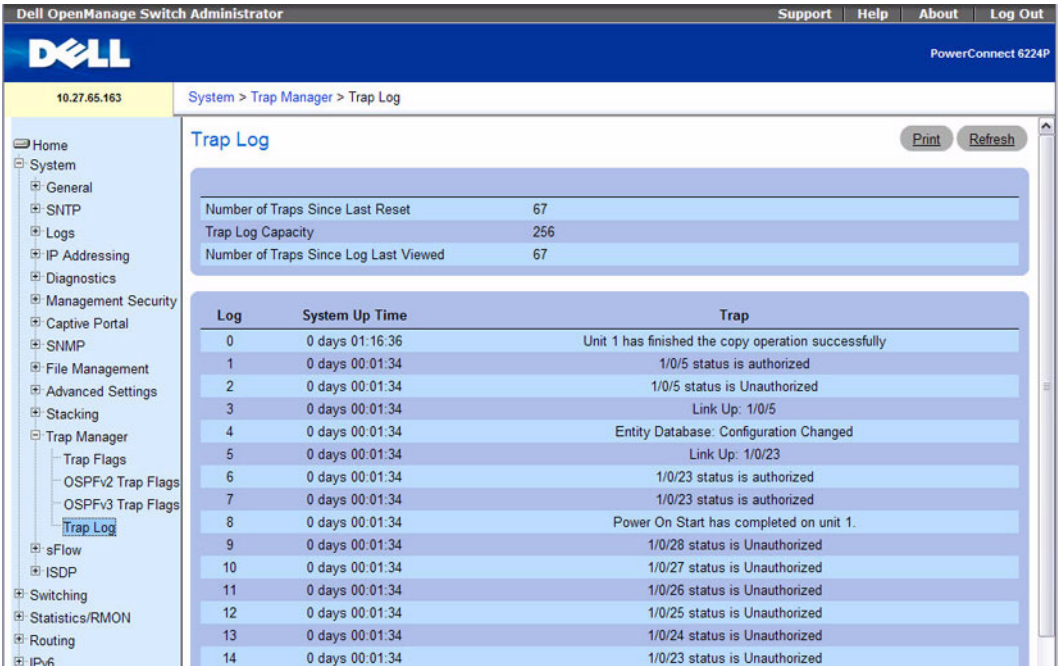 Dell OpenManage Switch Administrator
Support Help About Log Out
DELL
PowerConnect 6224P
10.27.65.163
System > Trap Manager > Trap Log
Home
System
General
SNTP
Logs
IP Addressing
Diagnostics
Management Security
Captive Portal
SNMP
File Management
Advanced Settings
Stacking
Trap Manager
Trap Flags
OSPFv2 Trap Flags
OSPFv3 Trap Flags
Trap Log
sFlow
ISDP
Switching
Statistics/RMON
Routing
IPv6
Trap Log
Print Refresh
Number of Traps Since Last Reset 67
Trap Log Capacity 256
Number of Traps Since Log Last Viewed 67
Log System Up Time Trap
0 0 days 01:16:36 Unit 1 has finished the copy operation successfully
1 0 days 00:01:34 1/0/5 status is authorized
2 0 days 00:01:34 1/0/5 status is Unauthorized
3 0 days 00:01:34 Link Up: 1/0/5
4 0 days 00:01:34 Entity Database: Configuration Changed
5 0 days 00:01:34 Link Up: 1/0/23
6 0 days 00:01:34 1/0/23 status is authorized
7 0 days 00:01:34 1/0/23 status is authorized
8 0 days 00:01:34 Power On Start has completed on unit 1.
9 0 days 00:01:34 1/0/28 status is Unauthorized
10 0 days 00:01:34 1/0/27 status is Unauthorized
11 0 days 00:01:34 1/0/26 status is Unauthorized
12 0 days 00:01:34 1/0/25 status is Unauthorized
13 0 days 00:01:34 1/0/24 status is Unauthorized
14 0 days 00:01:34 1/0/23 status is Unauthorized